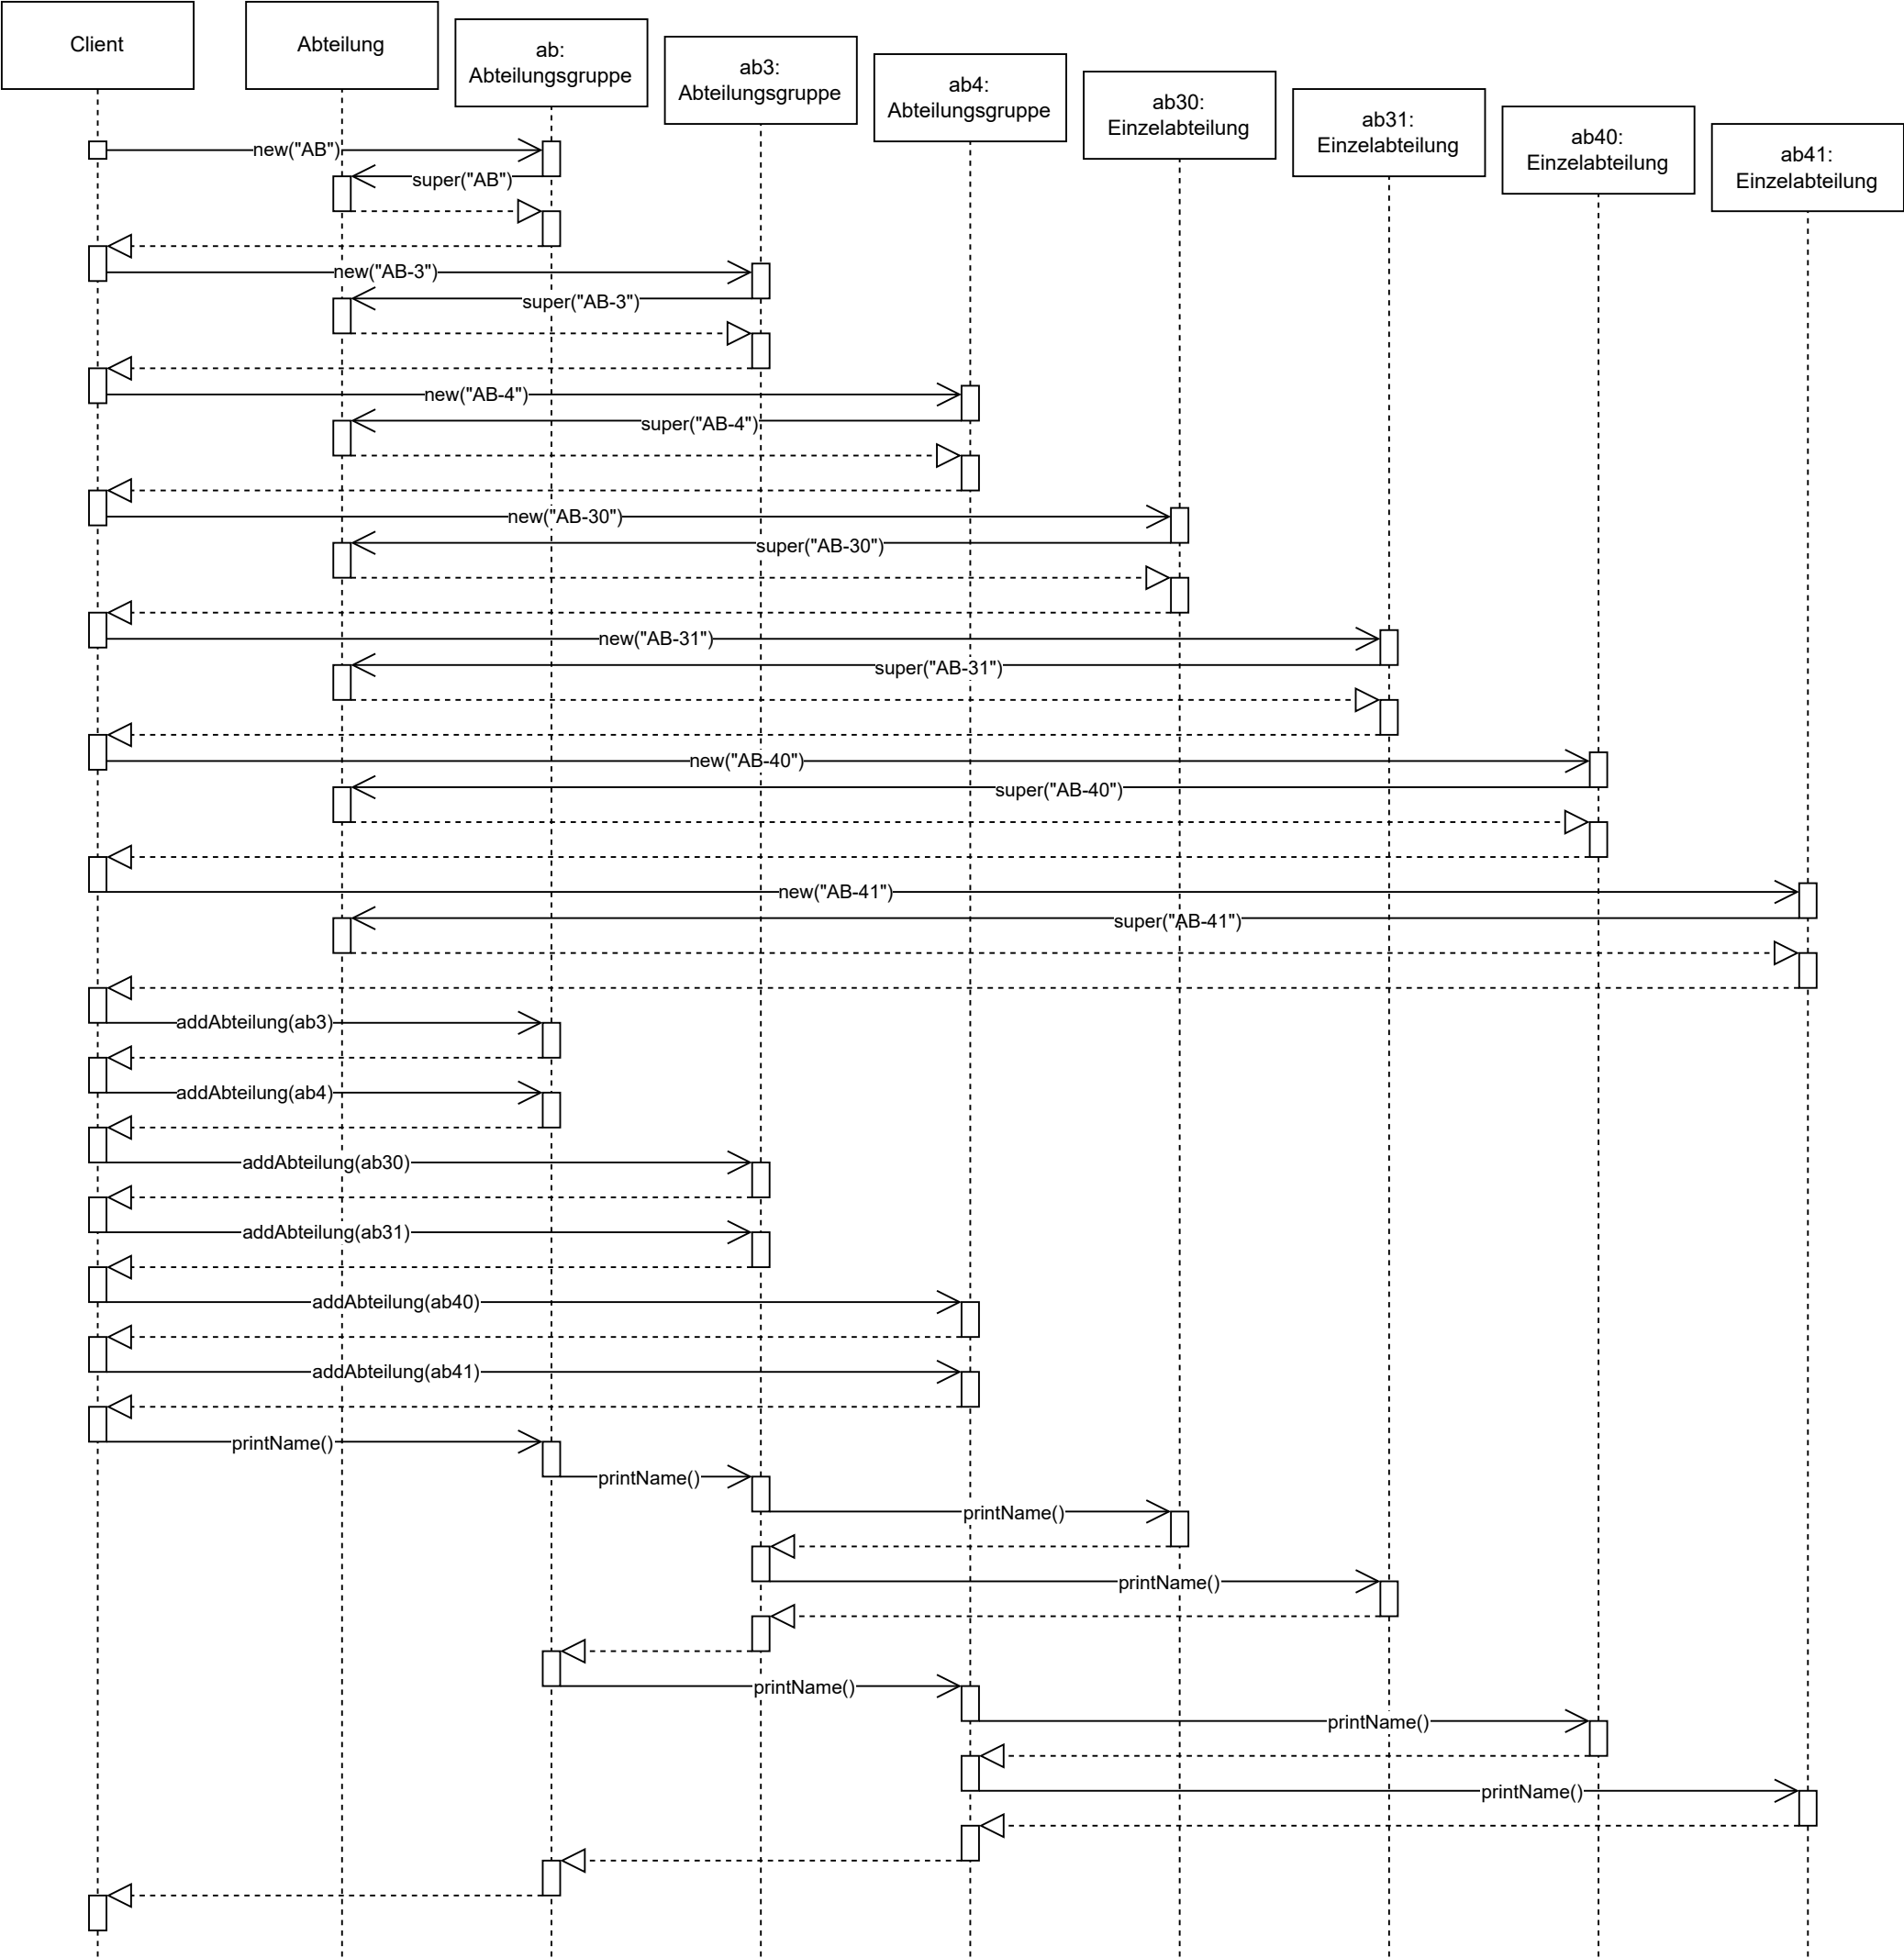 Client
Abteilung
ab:
Abteilungsgruppe
ab3:
Abteilungsgruppe
ab4:
Abteilungsgruppe
ab30:
Einzelabteilung
ab31:
Einzelabteilung
ab40:
Einzelabteilung
ab41:
Einzelabteilung
new("AB")
super("AB")
new("AB-3")
super("AB-3")
new("AB-4")
super("AB-4")
new("AB-30")
super("AB-30")
new("AB-31")
super("AB-31")
new("AB-40")
super("AB-40")
new("AB-41")
super("AB-41")
addAbteilung(ab3)
addAbteilung(ab4)
addAbteilung(ab30)
addAbteilung(ab31)
addAbteilung(ab40)
addAbteilung(ab41)
printName()
printName()
printName()
printName()
printName()
printName()
printName()